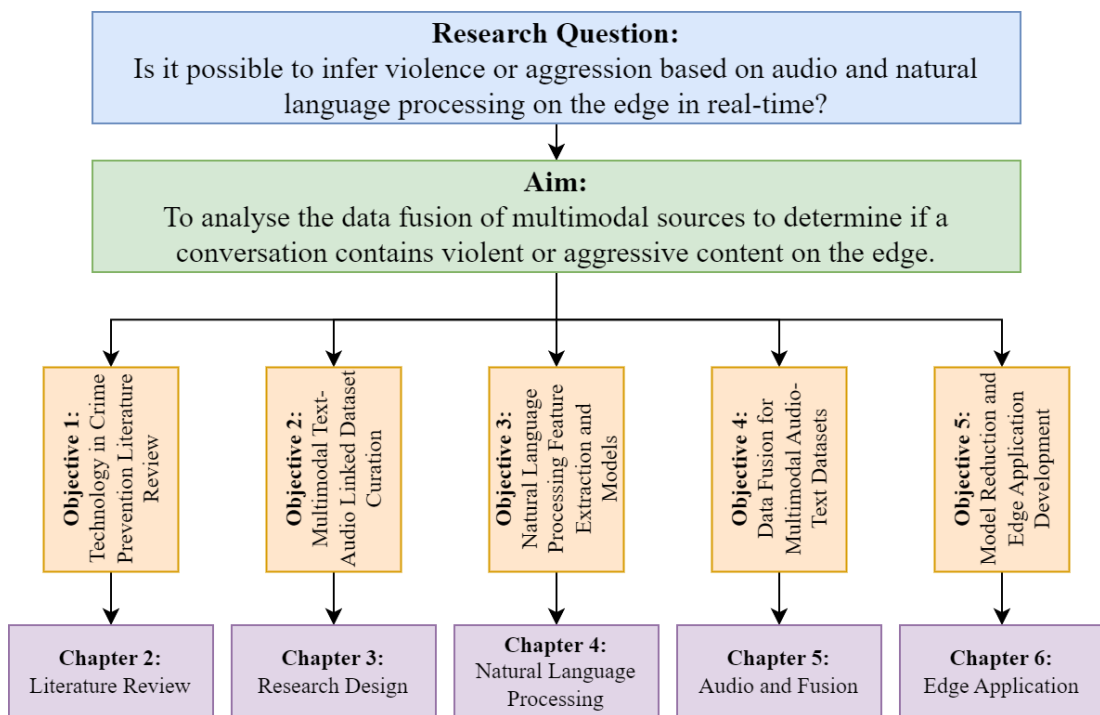 Research Question:
Is it possible to infer violence or aggression based on audio and natural
language processing on the edge in real-time?
Aim:
To analyse the data fusion of multimodal sources to determine if a
conversation contains violent or aggressive content on the edge.
Objective 1:
Technology in Crime
Prevention Literature
Review
Objective 2:
Multimodal Text-
Audio Linked Dataset
Curation
Objective 3:
Natural Language
Processing Feature
Extraction and
Models
Objective 4:
Data Fusion for
Multimodal Audio-
Text Datasets
Objective 5:
Model Reduction and
Edge Application
Development
Chapter 2:
Literature Review
Chapter 3:
Research Design
Chapter 4:
Natural Language
Processing
Chapter 5:
Audio and Fusion
Chapter 6:
Edge Application